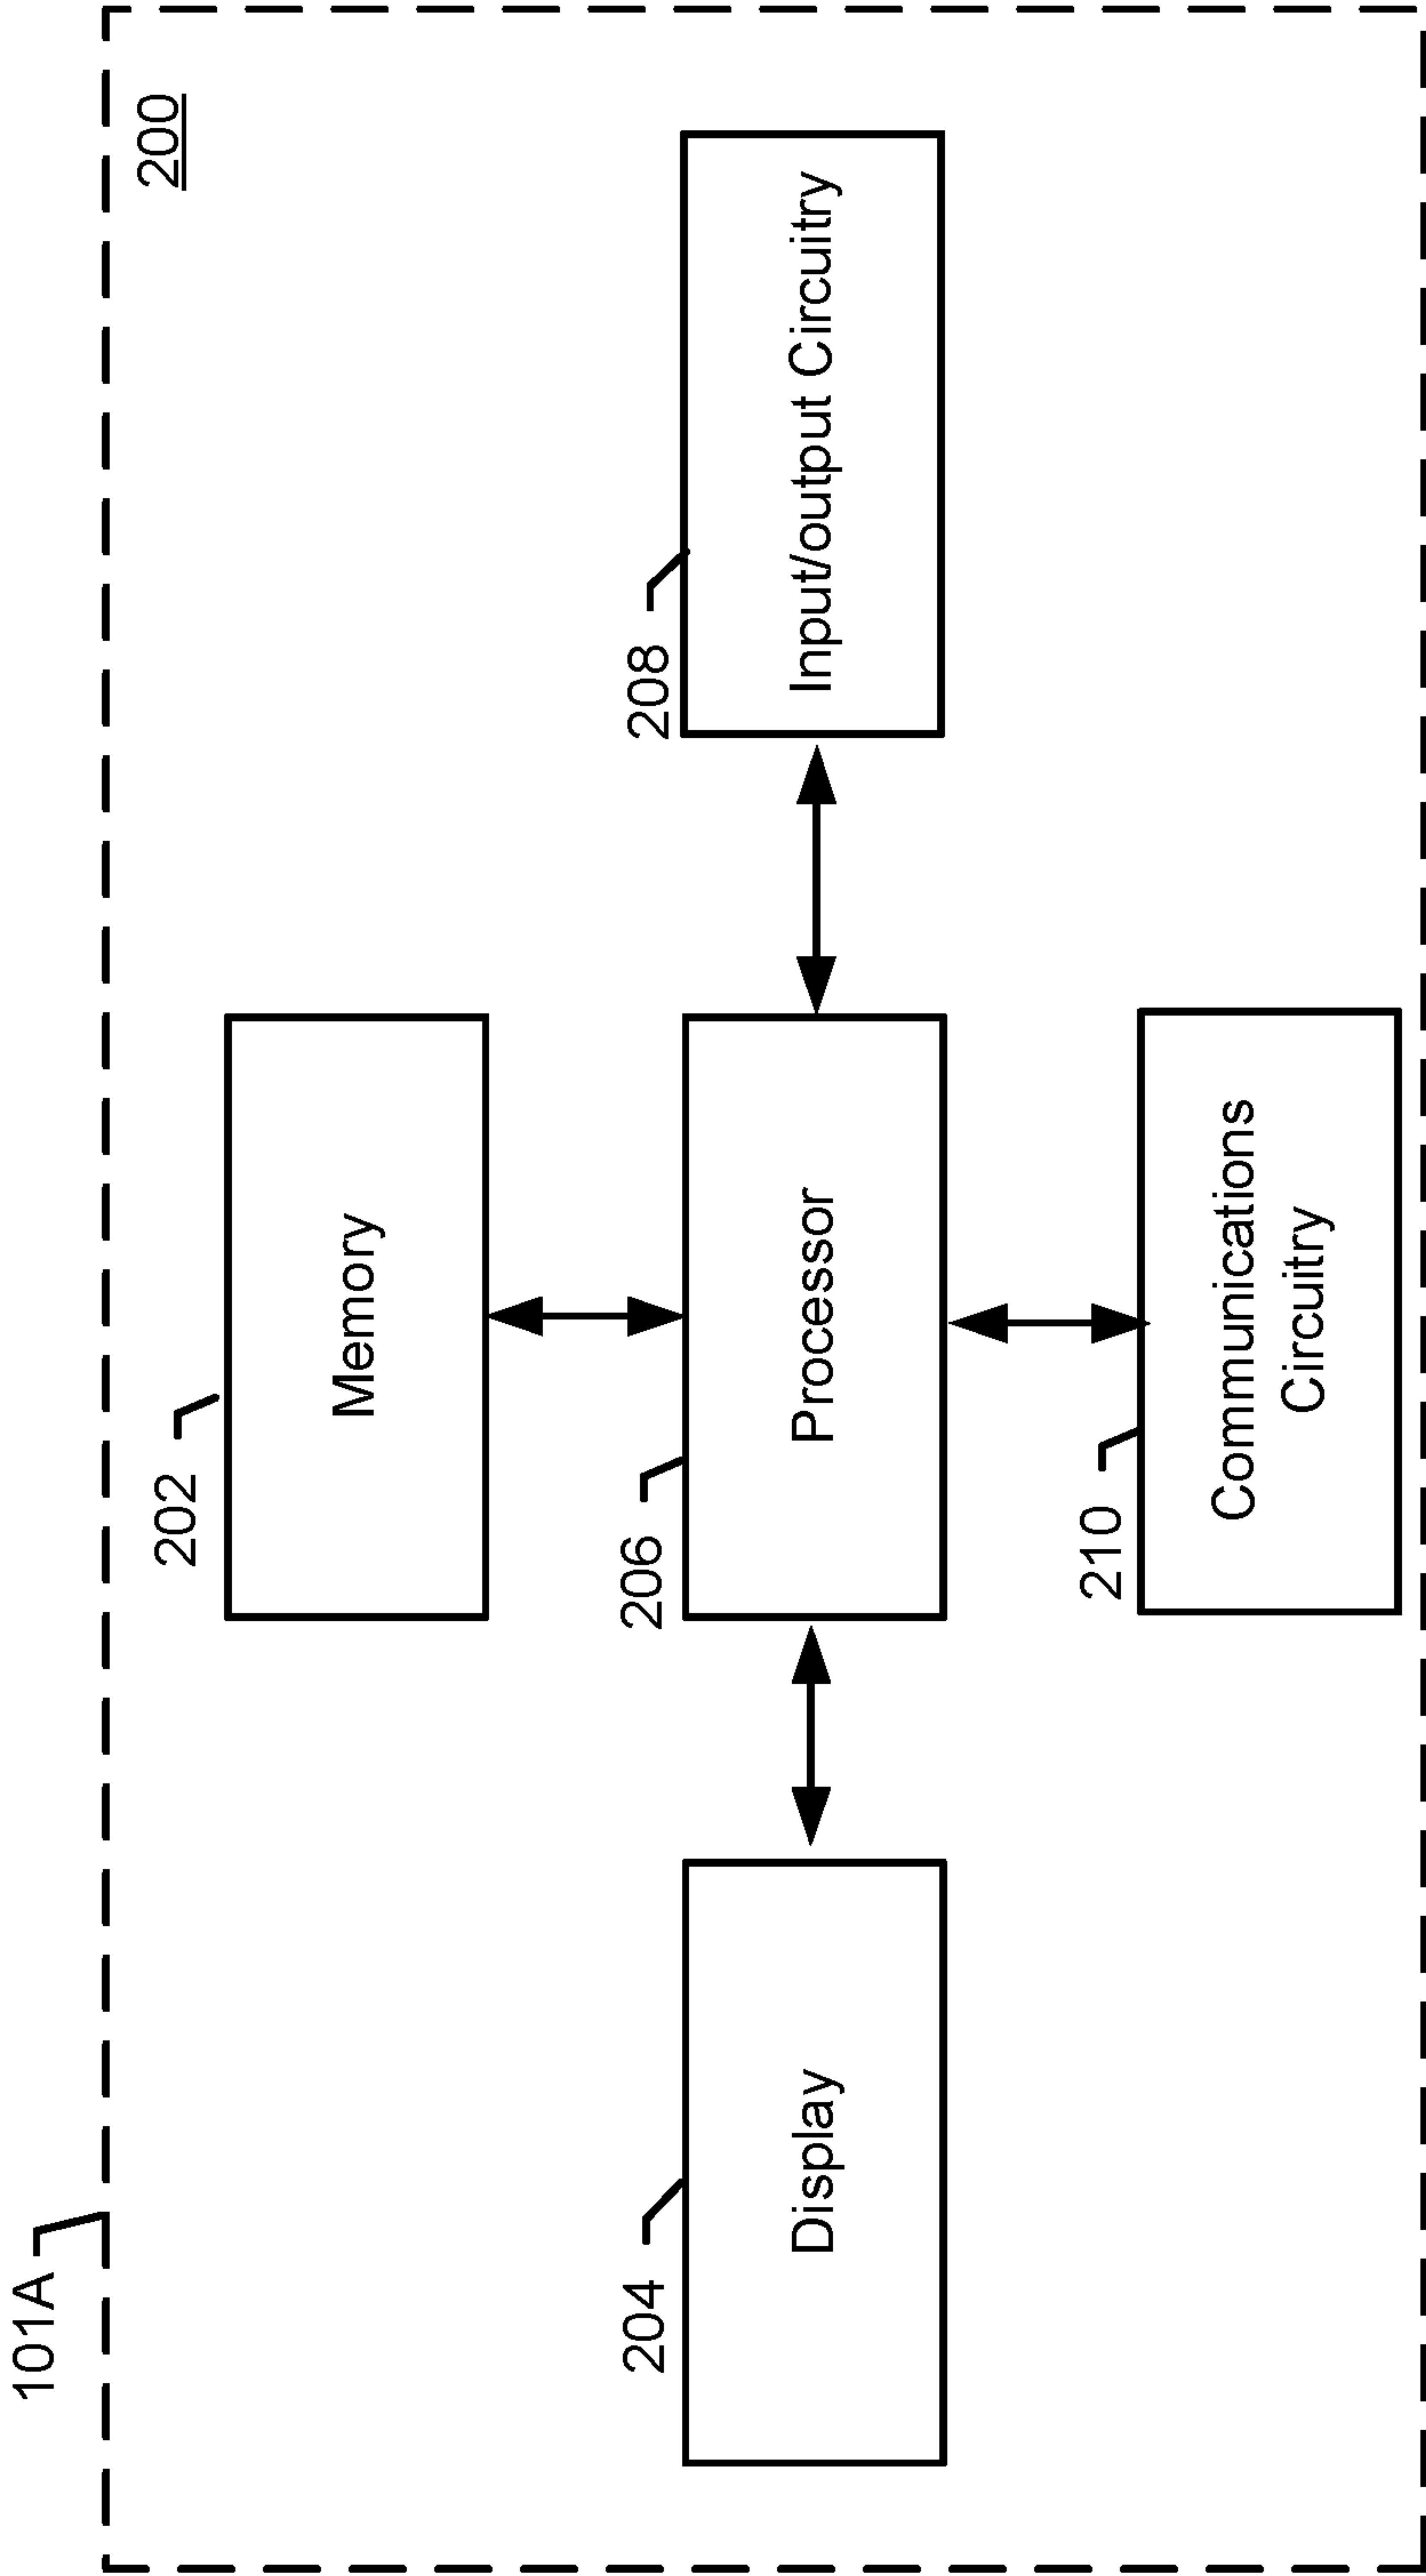 101A
200
202
Memory
204
Display
206
Processor
208
Input/output Circuitry
210
Communications
Circuitry